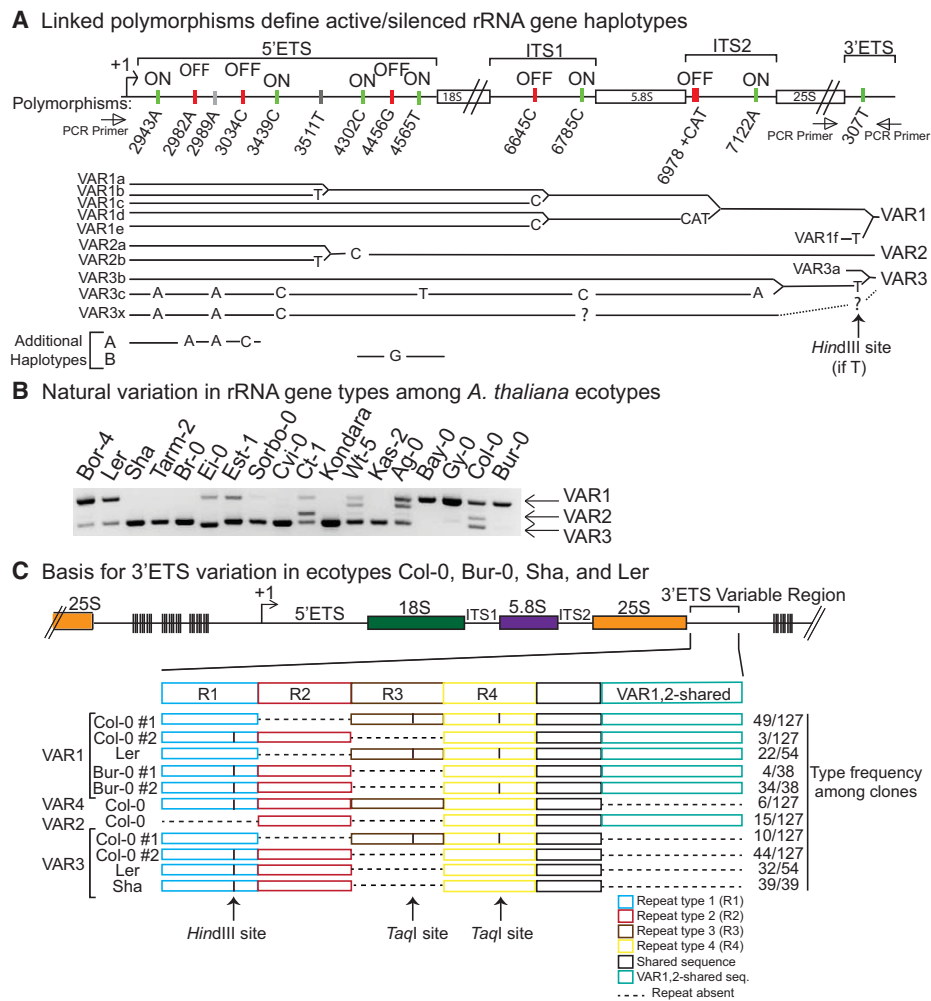 A Linked polymorphisms define active/silenced rRNA gene haplotypes
5'ETS
ITS1
ITS2
3'ETS
+1
ON
OFF
OFF
ON
ON
OFF
ON
OFF
ON
OFF
ON
18S
5.8S
25S
Polymorphisms:
PCR Primer
2943A
2982A
2989A
3034C
3439C
3511T
4302C
4456G
4565T
6645C
6785C
6978 +CAT
7122A
PCR Primer
307T
PCR Primer
VAR1a
VAR1b
T
VAR1c
C
VAR1d
CAT
VAR1
VAR1e
C
VAR1f
T
VAR2a
C
VAR2
VAR2b
T
VAR3a
VAR3b
T
VAR3
VAR3c
A
A
C
T
C
A
VAR3x
A
A
C
?
?
Additional Haplotypes
A
A
A
C
B
G
HindIII site
(if T)
B Natural variation in rRNA gene types among A. thaliana ecotypes
Bor-4
Ler
Sha
Tarm-2
Br-0
Ei-0
Est-1
Sorbo-0
Cvi-0
Ct-1
Kondara
Wt-5
Kas-2
Ag-0
Bay-0
Gy-0
Col-0
Bur-0
VAR1
VAR2
VAR3
C Basis for 3'ETS variation in ecotypes Col-0, Bur-0, Sha, and Ler
25S
+1
5'ETS
18S
ITS1
5.8S
ITS2
25S
3'ETS Variable Region
R1
R2
R3
R4
VAR1,2-shared
VAR1
Col-0 #1
49/127
Col-0 #2
3/127
Ler
22/54
Bur-0 #1
4/38
Bur-0 #2
34/38
VAR4
Col-0
6/127
VAR2
Col-0
15/127
VAR3
Col-0 #1
10/127
Col-0 #2
44/127
Ler
32/54
Sha
39/39
Type frequency
among clones
HindIII site
TaqI site
TaqI site
Repeat type 1 (R1)
Repeat type 2 (R2)
Repeat type 3 (R3)
Repeat type 4 (R4)
Shared sequence
VAR1,2-shared seq.
Repeat absent